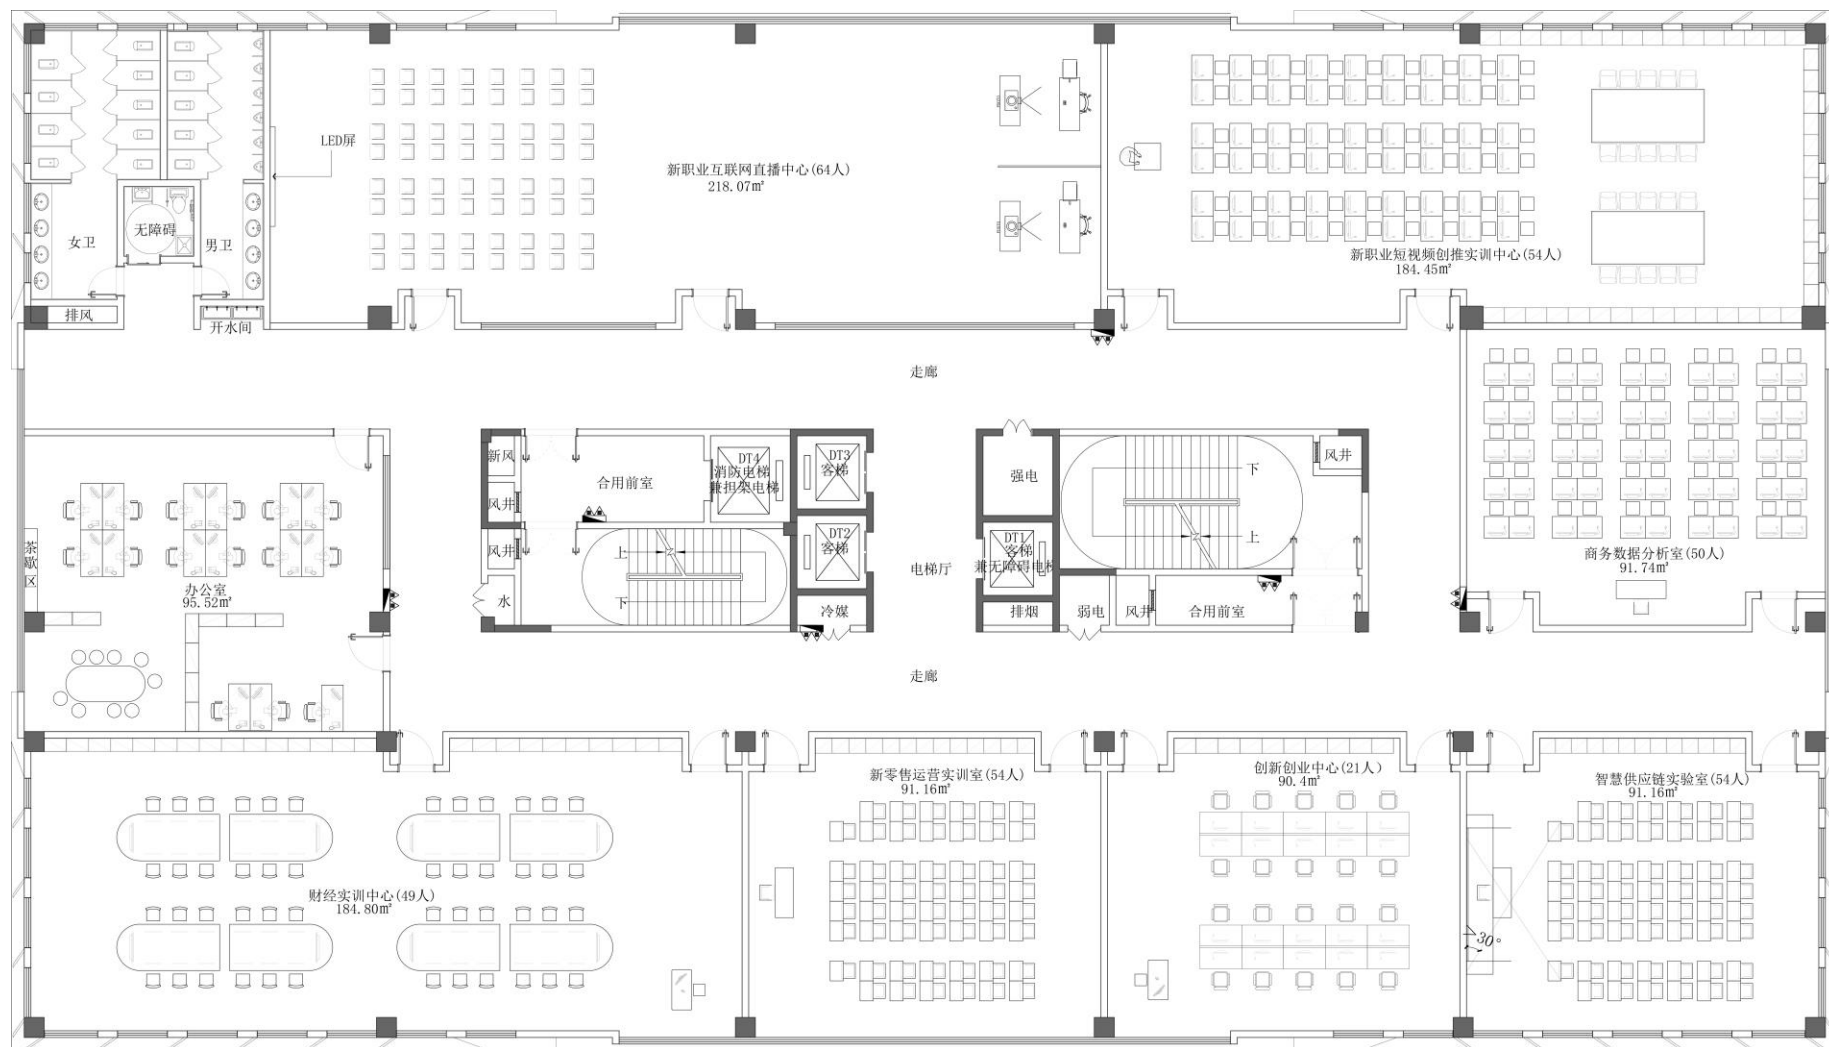 LED屏
新职业互联网直播中心(64人)
218.07㎡
女卫
无障碍
男卫
排风
开水间
新职业短视频创推实训中心(54人)
184.45㎡
走廊
新风
合用前室
DT4
消防电梯
兼担架电梯
DT3
客梯
强电
下
上
风井
风井
风井
上
下
水
DT2
客梯
冷媒
电梯厅
DT1
客梯
兼无障碍电梯
排烟
弱电
风井
合用前室
商务数据分析室(50人)
91.74㎡
茶歇区
办公室
95.52㎡
走廊
财经实训中心(49人)
184.80㎡
新零售运营实训室(54人)
91.16㎡
创新创业中心(21人)
90.4㎡
智慧供应链实验室(54人)
91.16㎡
30°